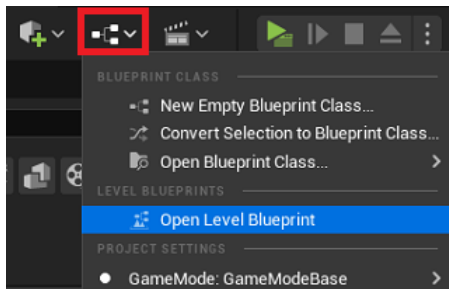 BLUEPRINT CLASS
New Empty Blueprint Class...
Convert Selection to Blueprint Class...
Open Blueprint Class...
LEVEL BLUEPRINTS
Open Level Blueprint
PROJECT SETTINGS
GameMode: GameModeBase